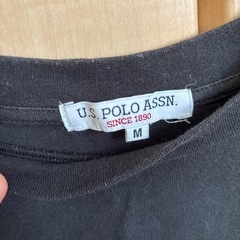 U.S. POLO ASSN.
SINCE 1890
M